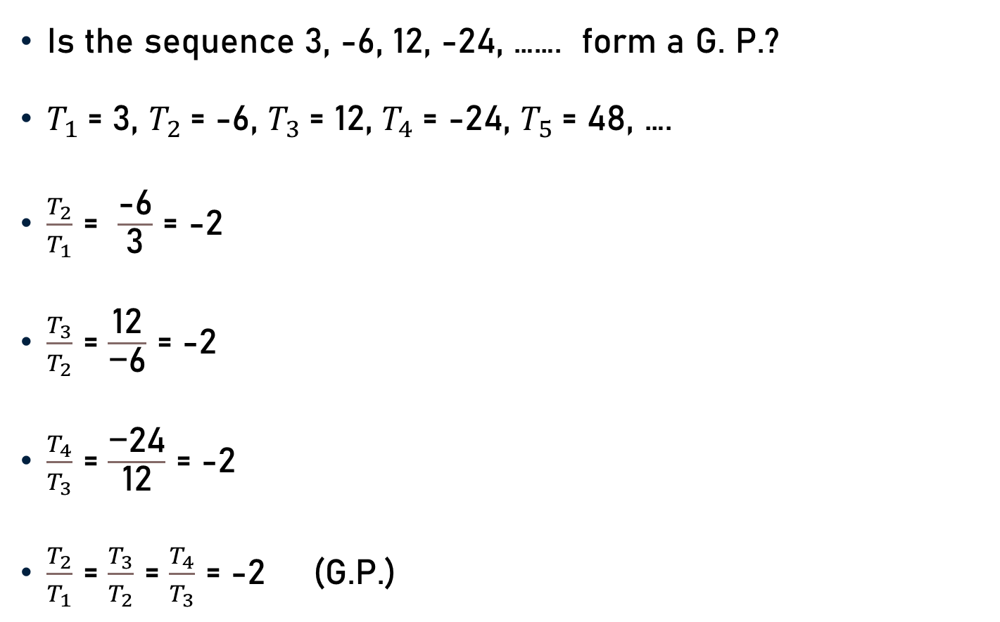 • Is the sequence 3, -6, 12, -24, ....... form a G. P.?
• T₁ = 3, T₂ = -6, T₃ = 12, T₄ = -24, T₅ = 48, ....
• T₂/T₁ = -6/3 = -2
• T₃/T₂ = 12/−6 = -2
• T₄/T₃ = −24/12 = -2
• T₂/T₁ = T₃/T₂ = T₄/T₃ = -2 (G.P.)